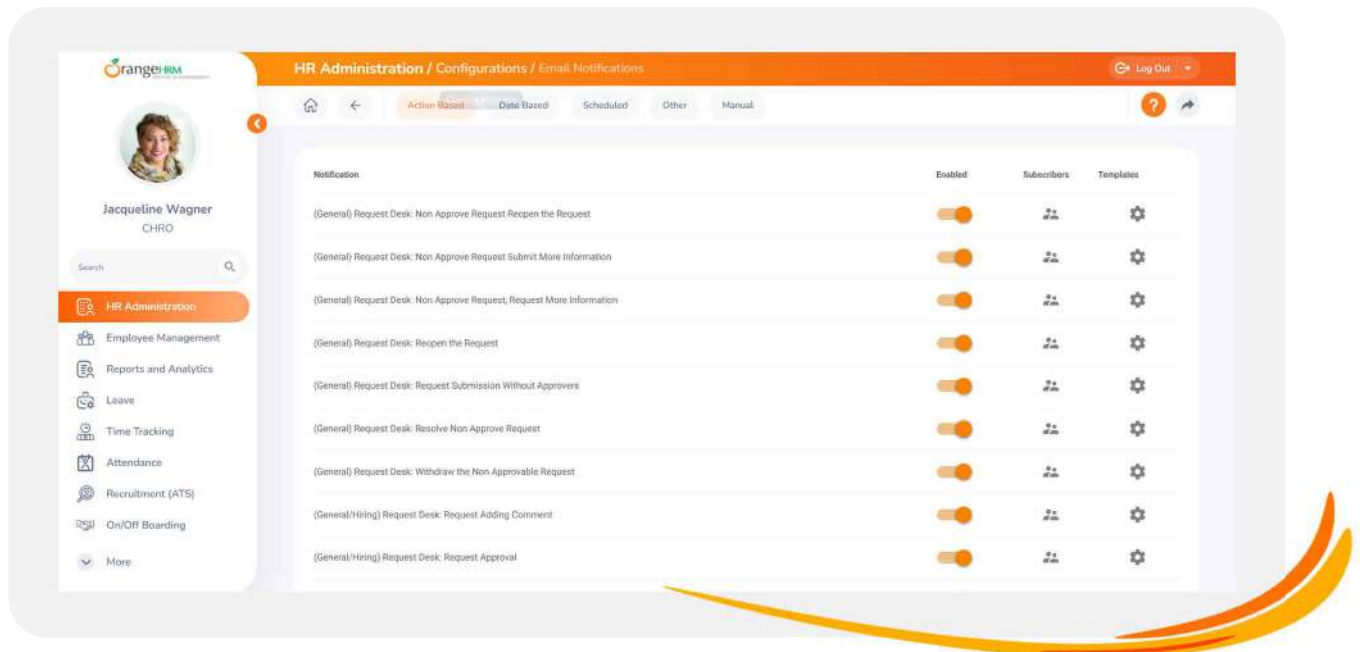 OrangeHRM
HR Administration / Configurations / Email Notifications
Log Out
Action Based Date Based Scheduled Other Manual
?
Jacqueline Wagner
CHRO
Search
HR Administration
Employee Management
Reports and Analytics
Leave
Time Tracking
Attendance
Recruitment (ATS)
On/Off Boarding
More
Notification Enabled Subscribers Templates
(General) Request Desk: Non Approve Request Reopen the Request
(General) Request Desk: Non Approve Request Submit More Information
(General) Request Desk: Non Approve Request, Request More Information
(General) Request Desk: Reopen the Request
(General) Request Desk: Request Submission Without Approvers
(General) Request Desk: Resolve Non Approve Request
(General) Request Desk: Withdraw the Non Approvable Request
(General/Hiring) Request Desk: Request Adding Comment
(General/Hiring) Request Desk: Request Approval